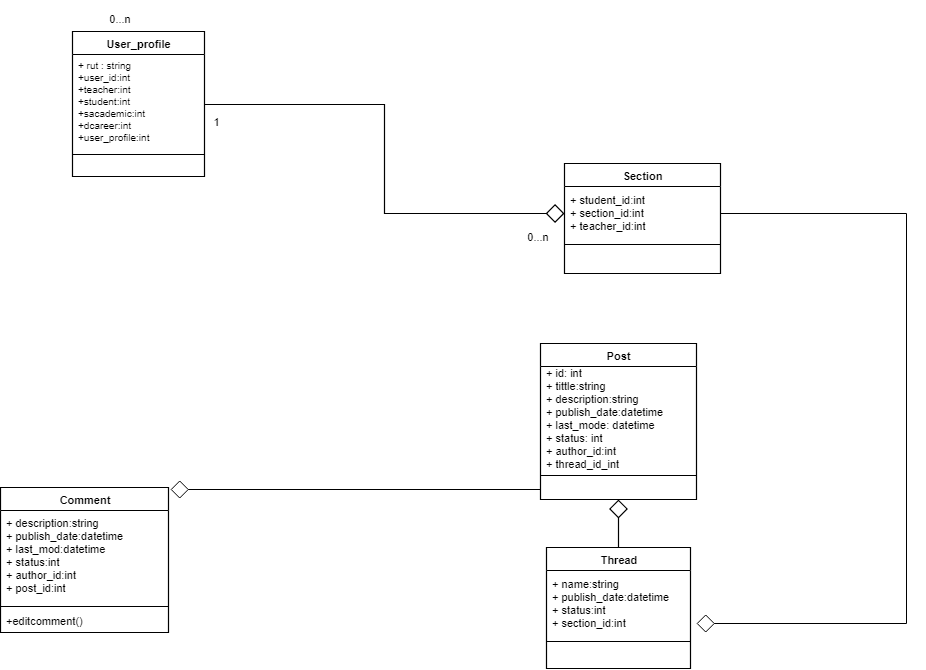 0...n
User_profile
+ rut : string
+user_id:int
+teacher:int
+student:int
+sacademic:int
+dcareer:int
+user_profile:int
1
Section
+ student_id:int
+ section_id:int
+ teacher_id:int
0...n
Post
+ id: int
+ tittle:string
+ description:string
+ publish_date:datetime
+ last_mode: datetime
+ status: int
+ author_id:int
+ thread_id_int
Comment
+ description:string
+ publish_date:datetime
+ last_mod:datetime
+ status:int
+ author_id:int
+ post_id:int
+editcomment()
Thread
+ name:string
+ publish_date:datetime
+ status:int
+ section_id:int